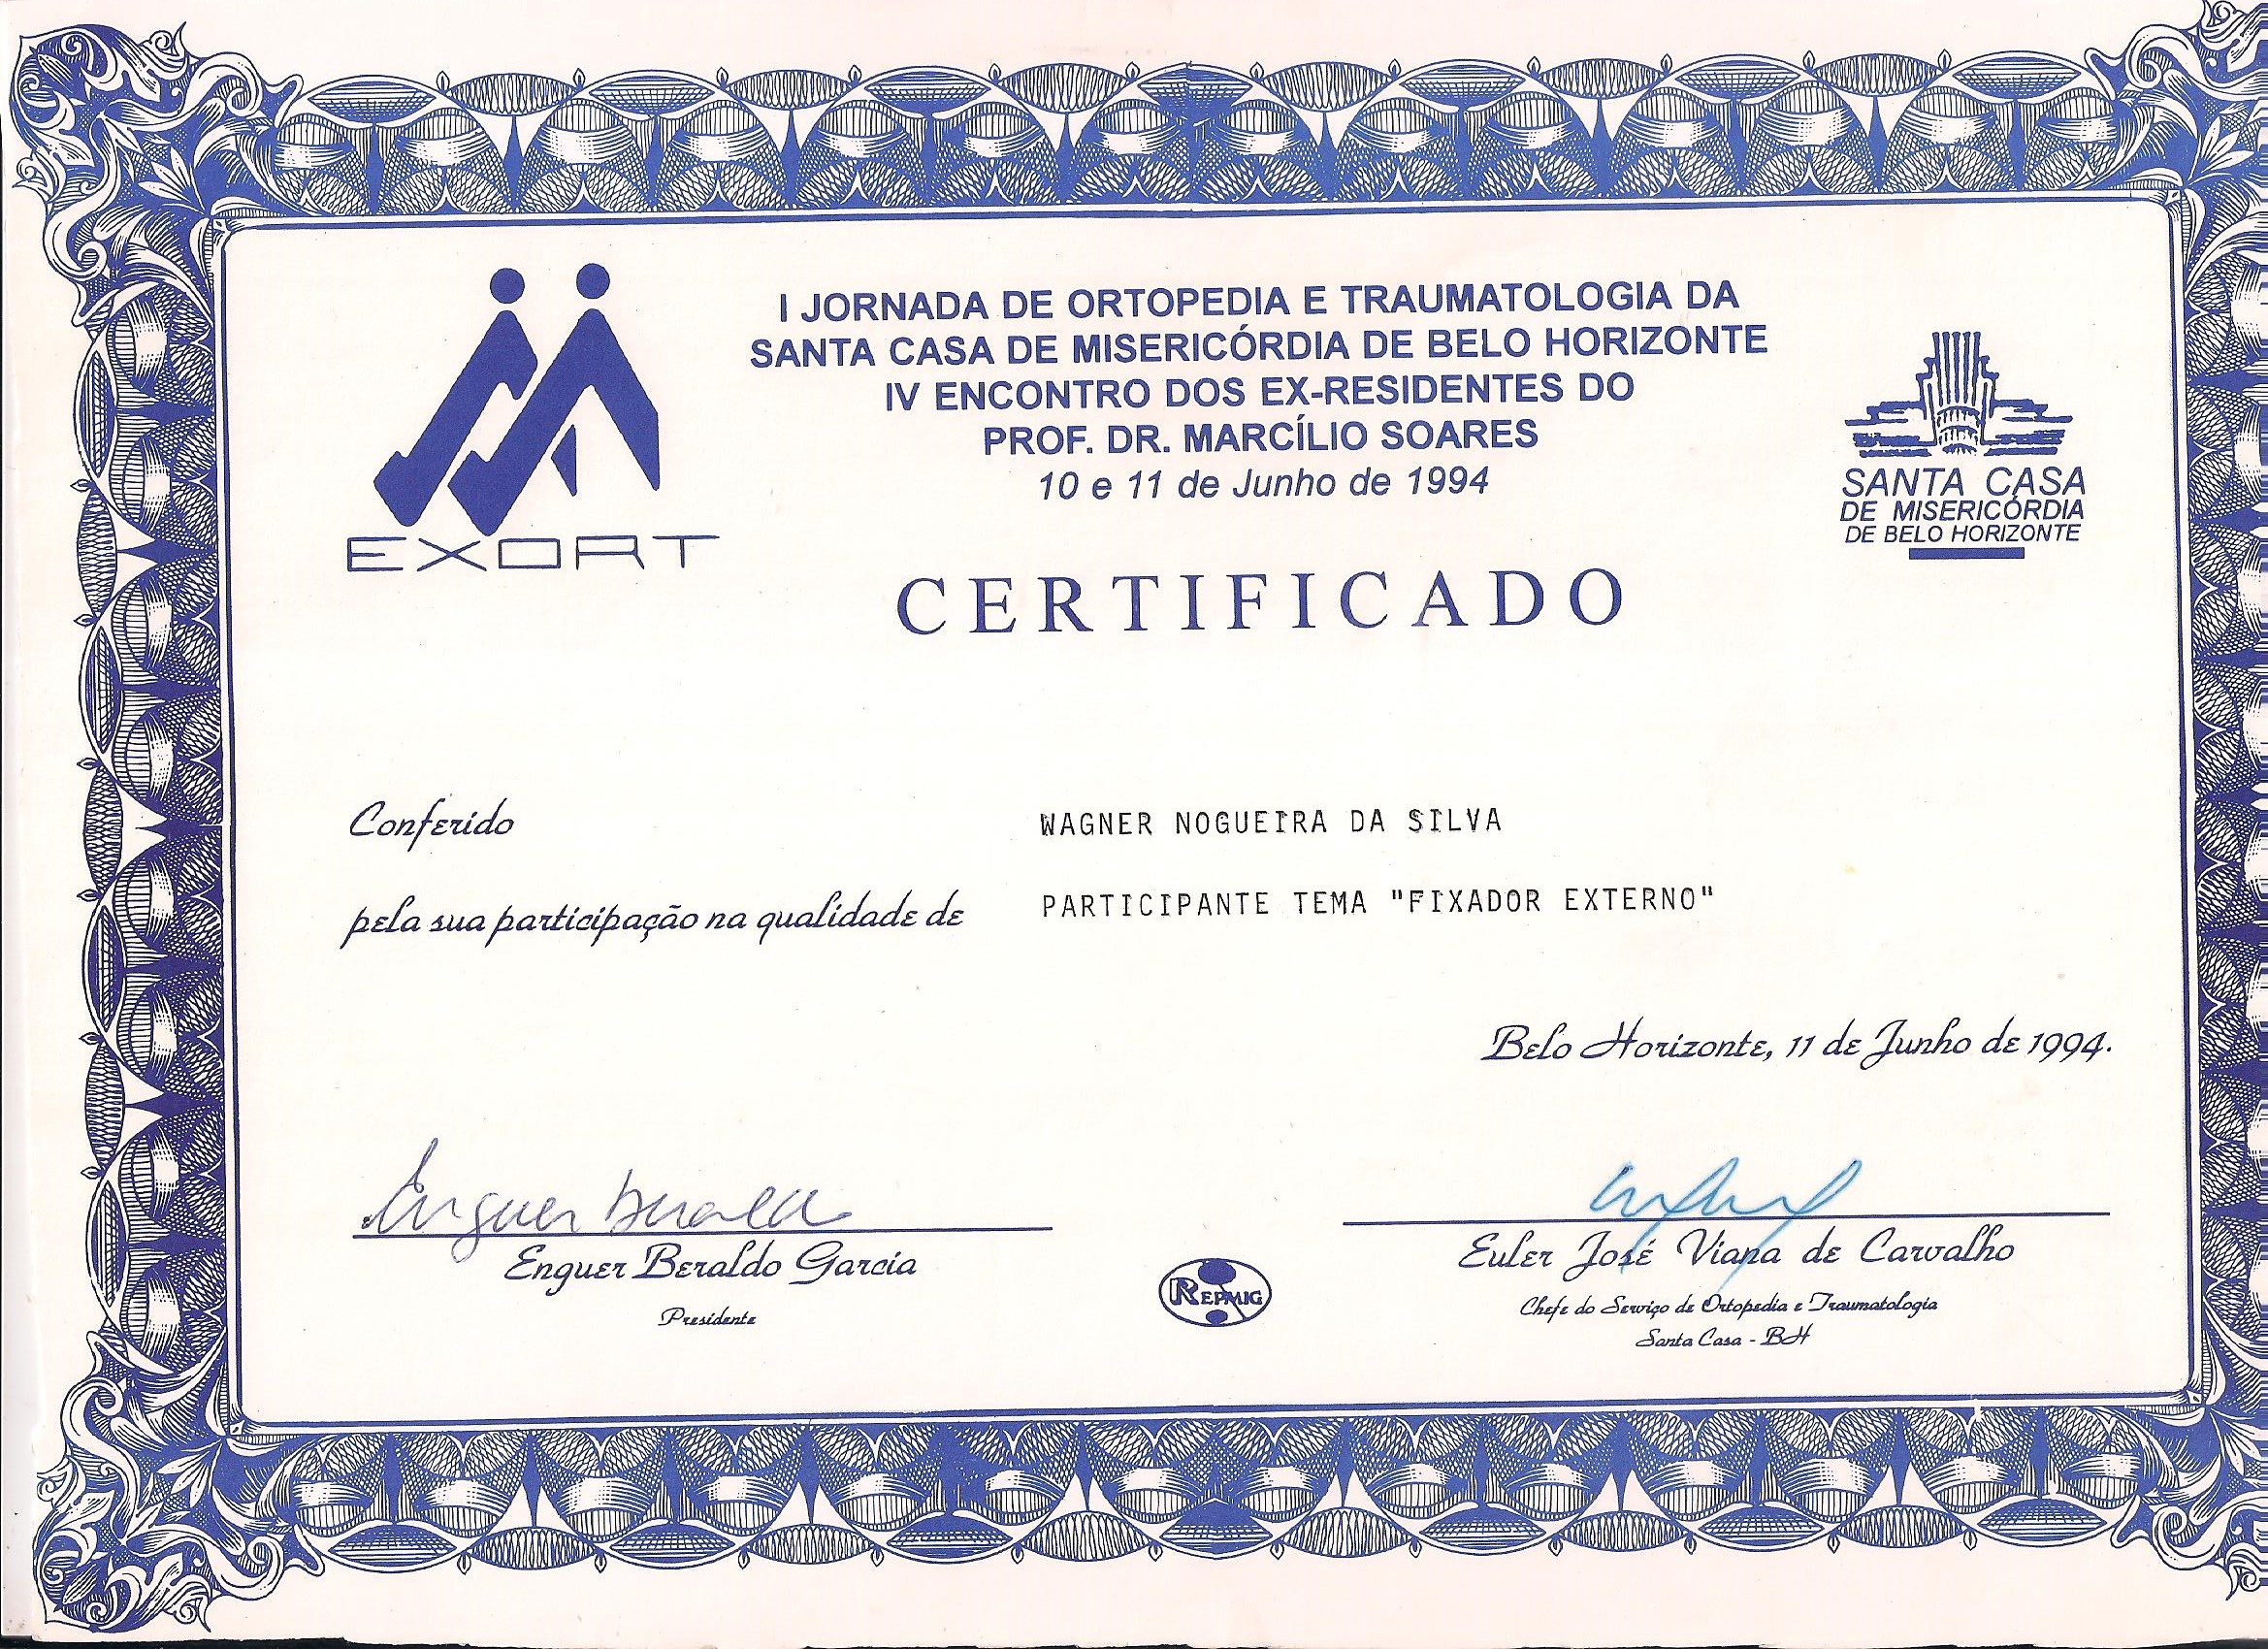 I JORNADA DE ORTOPEDIA E TRAUMATOLOGIA DA
SANTA CASA DE MISERICÓRDIA DE BELO HORIZONTE
IV ENCONTRO DOS EX-RESIDENTES DO
PROF. DR. MARCÍLIO SOARES
10 e 11 de Junho de 1994
EXORT
SANTA CASA
DE MISERICÓRDIA
DE BELO HORIZONTE
CERTIFICADO
Conferido WAGNER NOGUEIRA DA SILVA
pela sua participação na qualidade de PARTICIPANTE TEMA "FIXADOR EXTERNO"
Belo Horizonte, 11 de Junho de 1994.
Enguer Beraldo
Enguer Beraldo Garcia
Presidente
REPMIG
Euler José Viana de Carvalho
Chefe do Serviço de Ortopedia e Traumatologia
Santa Casa - BH